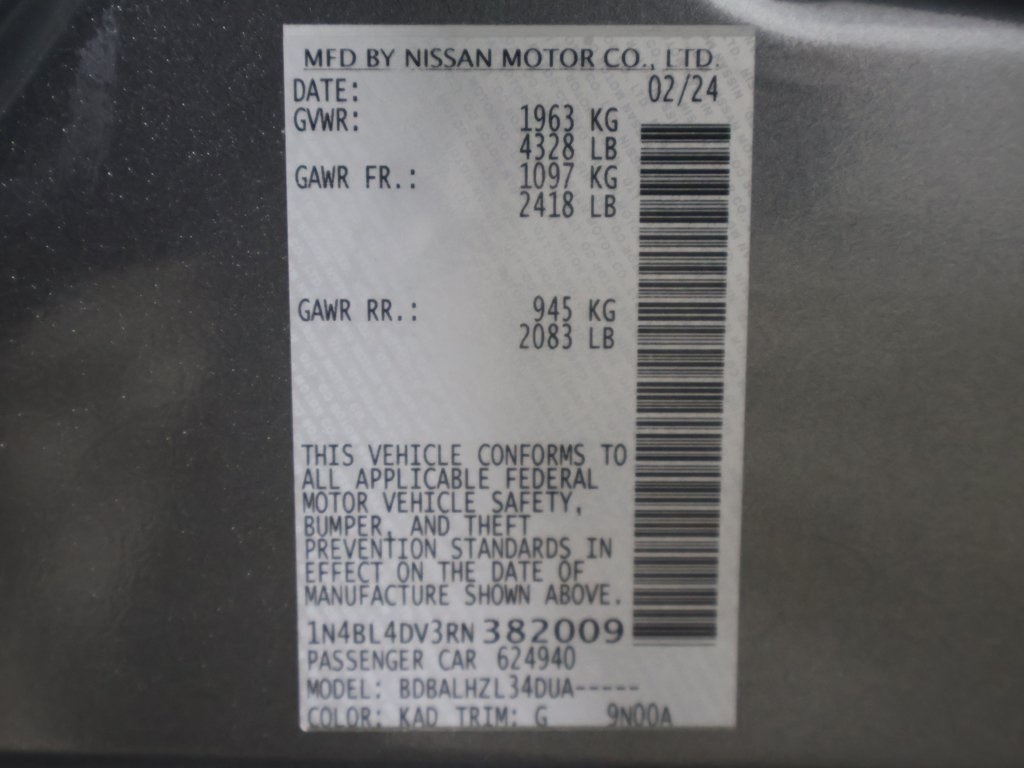 MFD BY NISSAN MOTOR CO., LTD.
DATE: 02/24
GVWR: 1963 KG
4328 LB
GAWR FR.: 1097 KG
2418 LB
GAWR RR.: 945 KG
2083 LB
THIS VEHICLE CONFORMS TO
ALL APPLICABLE FEDERAL
MOTOR VEHICLE SAFETY,
BUMPER, AND THEFT
PREVENTION STANDARDS IN
EFFECT ON THE DATE OF
MANUFACTURE SHOWN ABOVE.
1N4BL4DV3RN382009
PASSENGER CAR 624940
MODEL: BDBALHZL34DUA-----
COLOR: KAD TRIM: G 9N00A